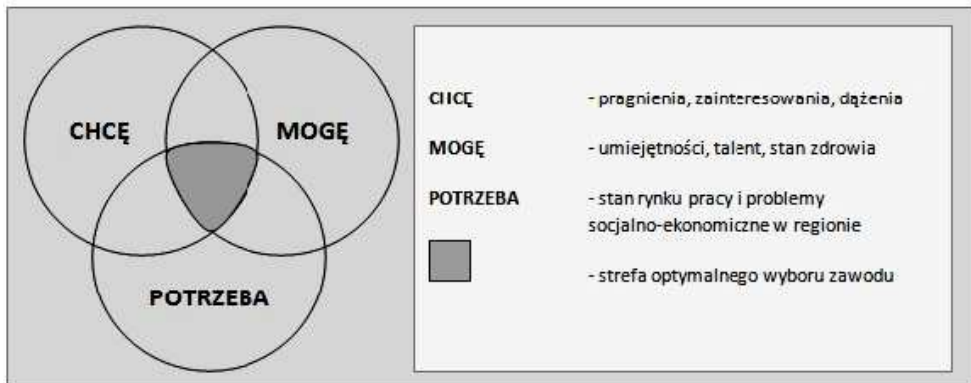 CHCĘ
MOGĘ
POTRZEBA
CHCĘ - pragnienia, zainteresowania, dążenia
MOGĘ - umiejętności, talent, stan zdrowia
POTRZEBA - stan rynku pracy i problemy
socjalno-ekonomiczne w regionie
- strefa optymalnego wyboru zawodu